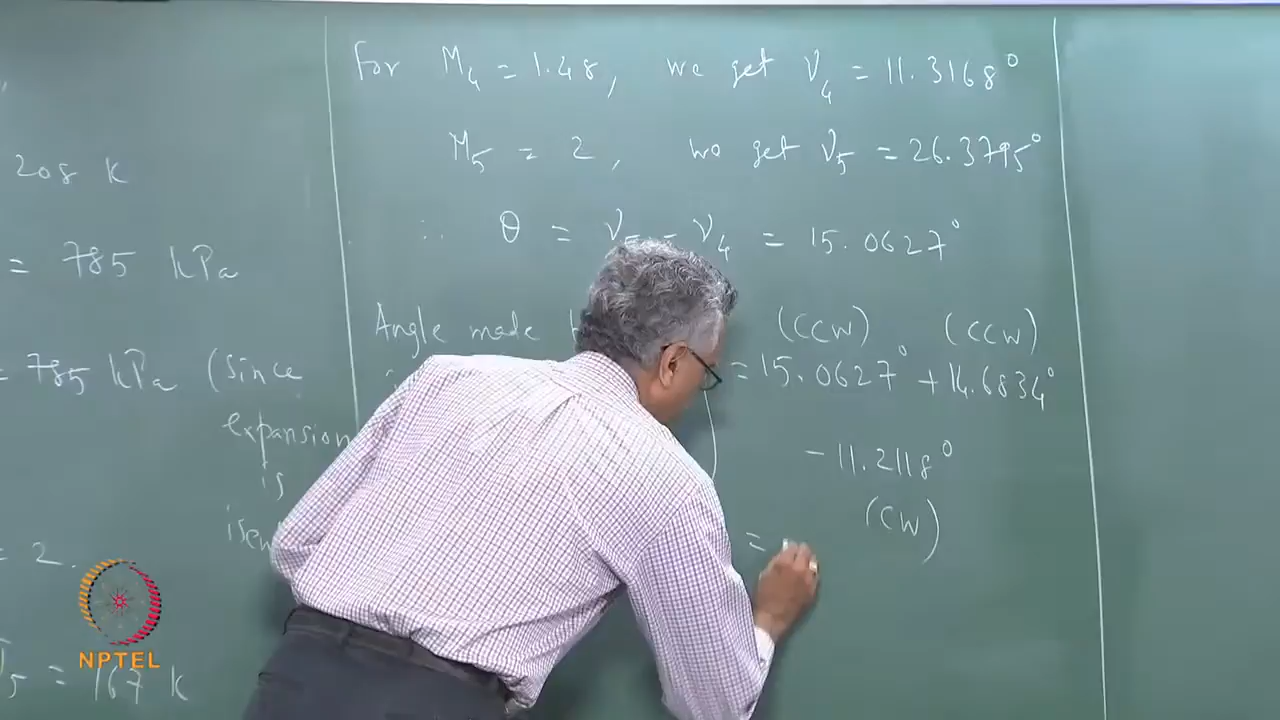 208 K
= 785 kPa
= 785 kPa (since
expansion
is
= 2.
5 = 167 K
For M4 = 1.48, we get ν4 = 11.3168°
M5 = 2, we get ν5 = 26.3795°
∴ θ = ν5 - ν4 = 15.0627°
Angle made (CCW) (CCW)
= 15.0627° + 14.6834°
- 11.2118°
(CW)
=
NPTEL